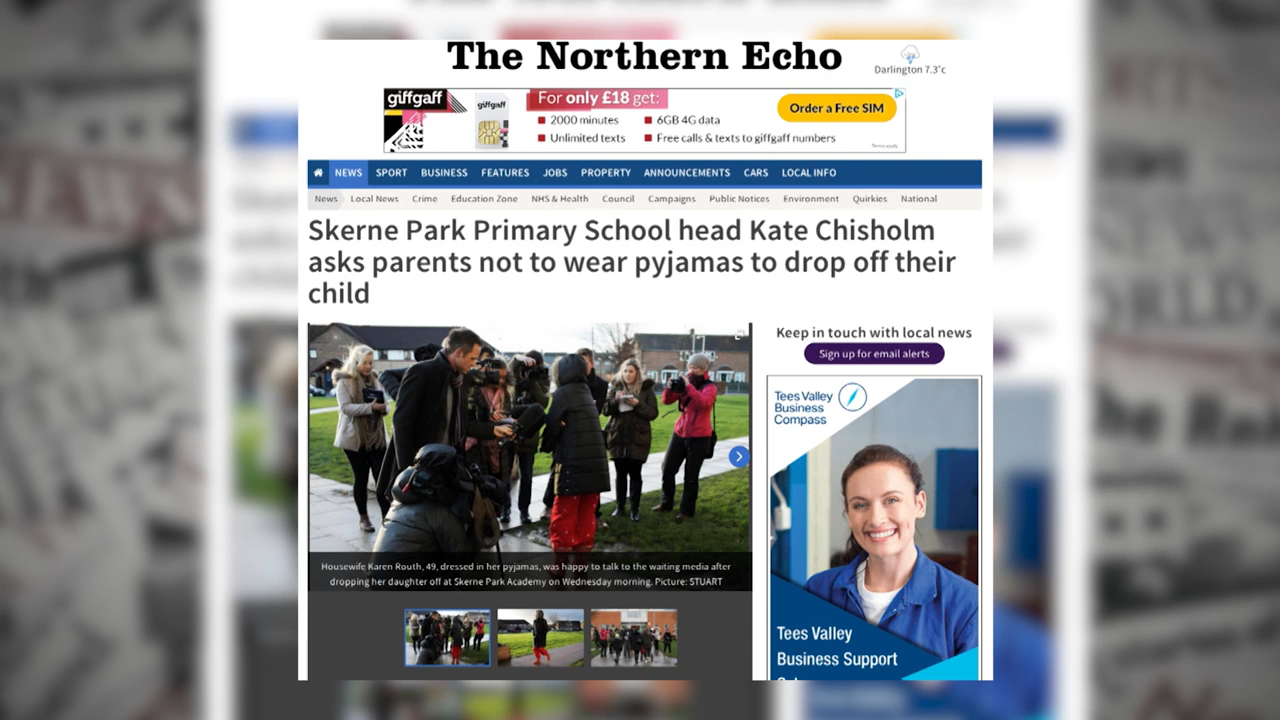 The Northern Echo
Darlington 7.3°c
giffgaff
giffgaff
For only £18 get:
2000 minutes
6GB 4G data
Unlimited texts
Free calls & texts to giffgaff numbers
Order a Free SIM
Terms apply
NEWS SPORT BUSINESS FEATURES JOBS PROPERTY ANNOUNCEMENTS CARS LOCAL INFO
News Local News Crime Education Zone NHS & Health Council Campaigns Public Notices Environment Quirkies National
Skerne Park Primary School head Kate Chisholm
asks parents not to wear pyjamas to drop off their
child
Housewife Karen Routh, 49, dressed in her pyjamas, was happy to talk to the waiting media after
dropping her daughter off at Skerne Park Academy on Wednesday morning. Picture: STUART
Keep in touch with local news
Sign up for email alerts
Tees Valley
Business
Compass
Tees Valley
Business Support